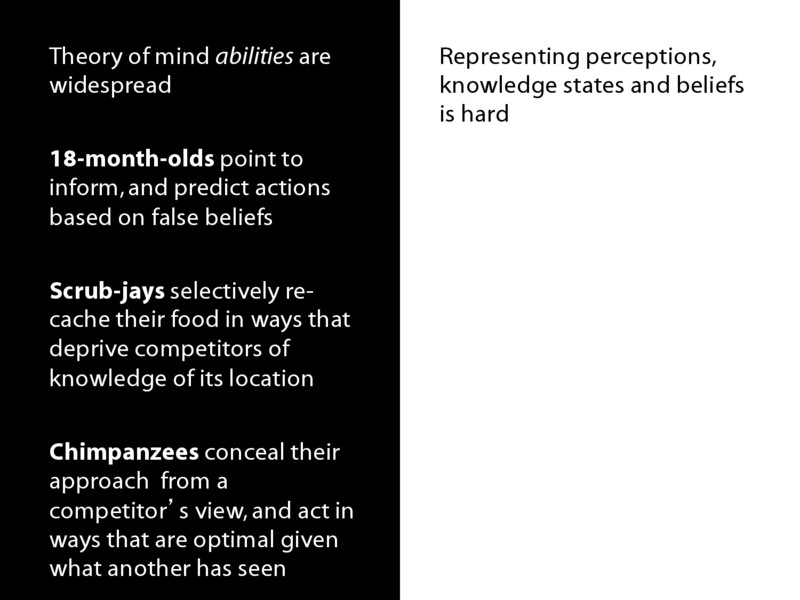 Theory of mind abilities are
widespread
18-month-olds point to
inform, and predict actions
based on false beliefs
Scrub-jays selectively re-
cache their food in ways that
deprive competitors of
knowledge of its location
Chimpanzees conceal their
approach  from a
competitor’s view, and act in
ways that are optimal given
what another has seen
Representing perceptions,
knowledge states and beliefs
is hard